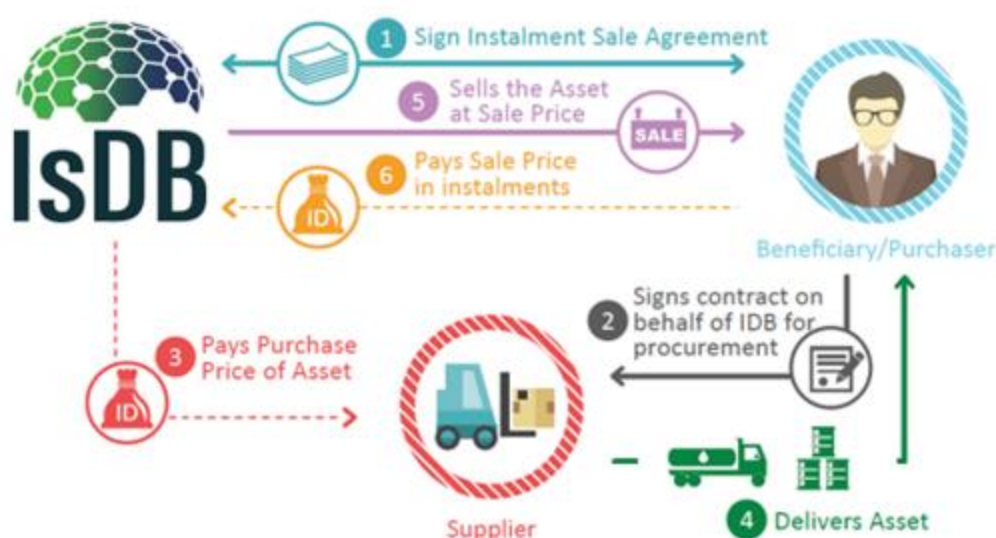 1 Sign Instalment Sale Agreement
5 Sells the Asset
at Sale Price
SALE
IsDB
6 Pays Sale Price
in instalments
ID
Beneficiary/Purchaser
2 Signs contract on
behalf of IDB for
procurement
3 Pays Purchase
Price of Asset
ID
4 Delivers Asset
Supplier